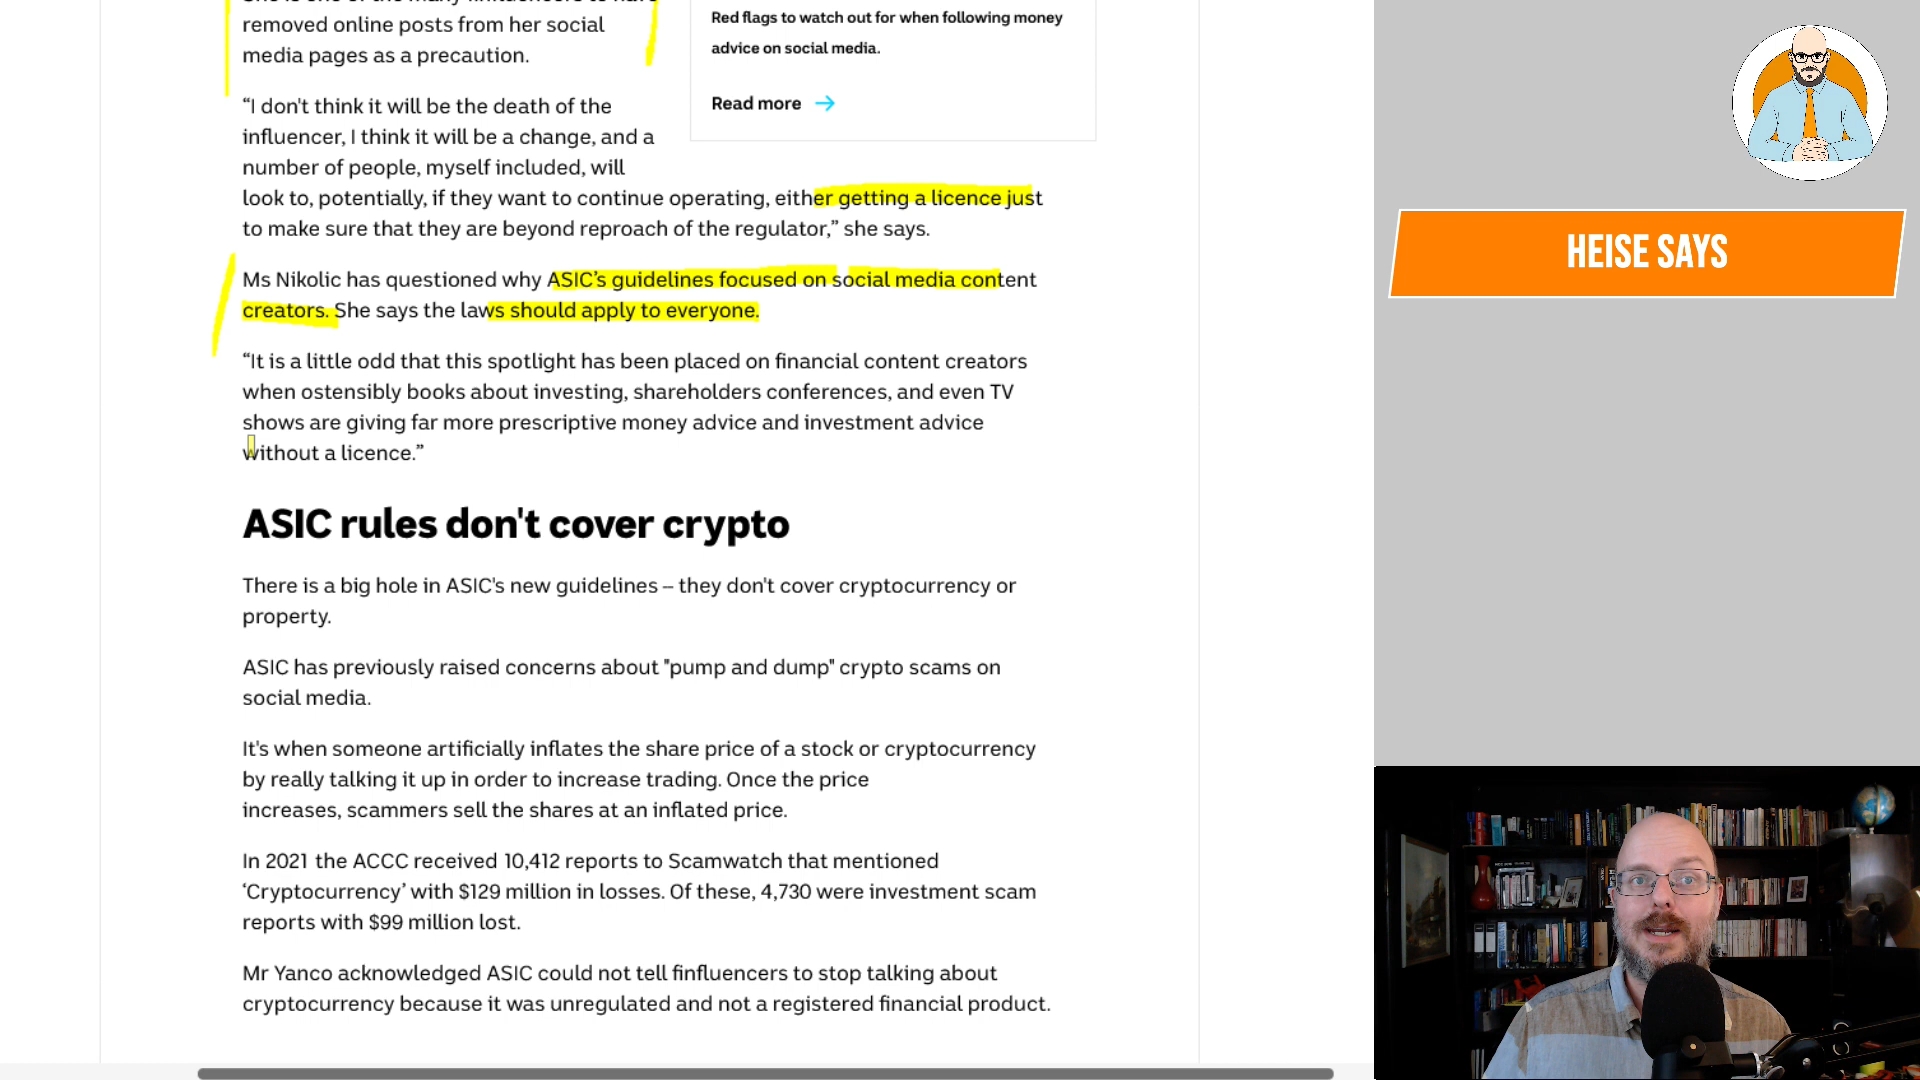 removed online posts from her social
media pages as a precaution.
“I don't think it will be the death of the
influencer, I think it will be a change, and a
number of people, myself included, will
look to, potentially, if they want to continue operating, either getting a licence just
to make sure that they are beyond reproach of the regulator,” she says.
Ms Nikolic has questioned why ASIC’s guidelines focused on social media content
creators. She says the laws should apply to everyone.
“It is a little odd that this spotlight has been placed on financial content creators
when ostensibly books about investing, shareholders conferences, and even TV
shows are giving far more prescriptive money advice and investment advice
without a licence.”
ASIC rules don't cover crypto
There is a big hole in ASIC's new guidelines – they don't cover cryptocurrency or
property.
ASIC has previously raised concerns about "pump and dump" crypto scams on
social media.
It's when someone artificially inflates the share price of a stock or cryptocurrency
by really talking it up in order to increase trading. Once the price
increases, scammers sell the shares at an inflated price.
In 2021 the ACCC received 10,412 reports to Scamwatch that mentioned
‘Cryptocurrency’ with $129 million in losses. Of these, 4,730 were investment scam
reports with $99 million lost.
Mr Yanco acknowledged ASIC could not tell finfluencers to stop talking about
cryptocurrency because it was unregulated and not a registered financial product.
Red flags to watch out for when following money
advice on social media.
Read more
HEISE SAYS